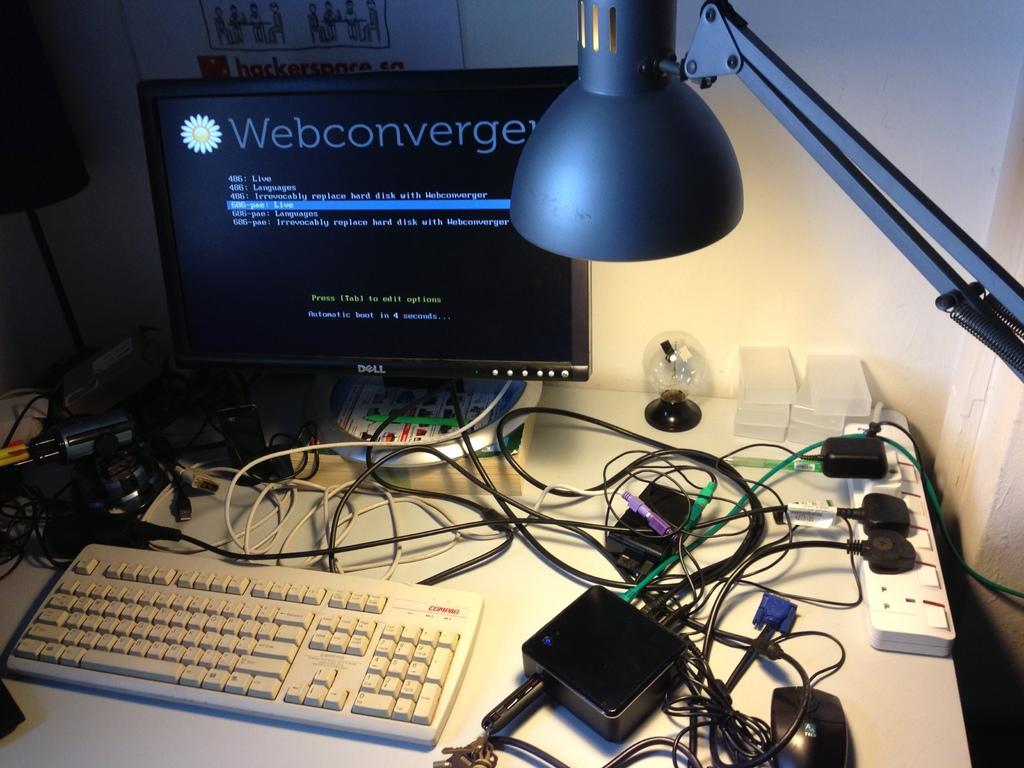 hackerspace.sg
Webconverge
486: Live
486: Languages
486: Irrevocably replace hard disk with Webconverger
686-pae: Live
686-pae: Languages
686-pae: Irrevocably replace hard disk with Webconverger
Press [Tab] to edit options
Automatic boot in 4 seconds...
DELL
COMPAQ